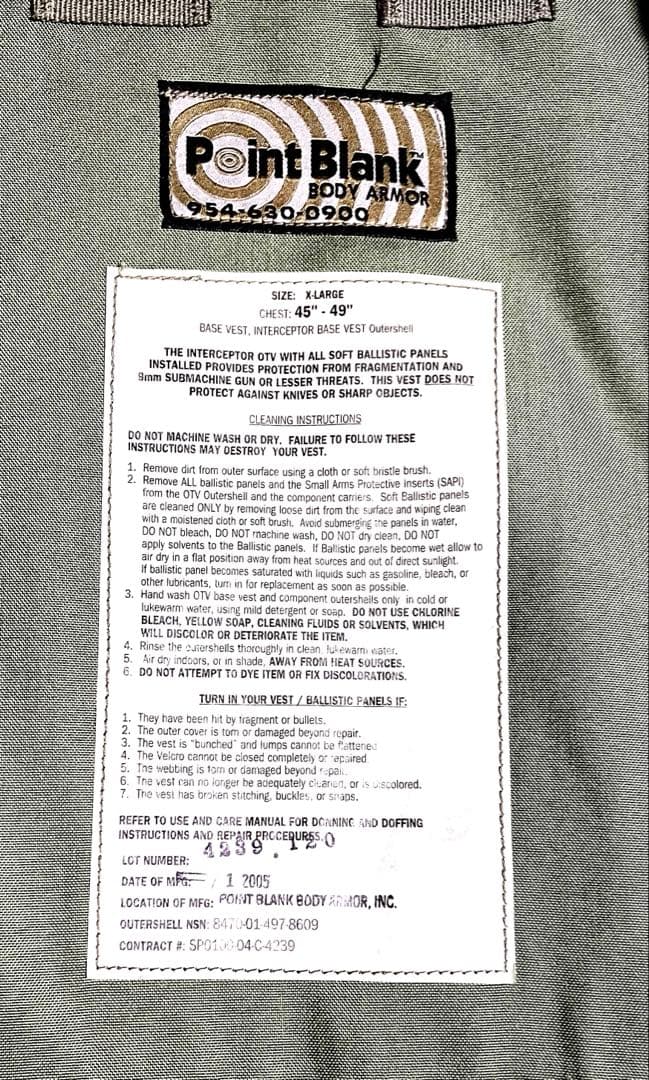 Point Blank™
BODY ARMOR
954-630-0900
SIZE: X-LARGE
CHEST: 45" - 49"
BASE VEST, INTERCEPTOR BASE VEST Outershell
THE INTERCEPTOR OTV WITH ALL SOFT BALLISTIC PANELS
INSTALLED PROVIDES PROTECTION FROM FRAGMENTATION AND
9mm SUBMACHINE GUN OR LESSER THREATS. THIS VEST DOES NOT
PROTECT AGAINST KNIVES OR SHARP OBJECTS.
CLEANING INSTRUCTIONS
DO NOT MACHINE WASH OR DRY. FAILURE TO FOLLOW THESE
INSTRUCTIONS MAY DESTROY YOUR VEST.
1. Remove dirt from outer surface using a cloth or soft bristle brush.
2. Remove ALL ballistic panels and the Small Arms Protective inserts (SAPI)
from the OTV Outershell and the component carriers. Soft Ballistic panels
are cleaned ONLY by removing loose dirt from the surface and wiping clean
with a moistened cloth or soft brush. Avoid submerging the panels in water,
DO NOT bleach, DO NOT machine wash, DO NOT dry clean, DO NOT
apply solvents to the Ballistic panels. If Ballistic panels become wet allow to
air dry in a flat position away from heat sources and out of direct sunlight.
If ballistic panel becomes saturated with liquids such as gasoline, bleach, or
other lubricants, turn in for replacement as soon as possible.
3. Hand wash OTV base vest and component outershells only in cold or
lukewarm water, using mild detergent or soap. DO NOT USE CHLORINE
BLEACH, YELLOW SOAP, CLEANING FLUIDS OR SOLVENTS, WHICH
WILL DISCOLOR OR DETERIORATE THE ITEM.
4. Rinse the outershells thoroughly in clean, lukewarm water.
5. Air dry indoors, or in shade, AWAY FROM HEAT SOURCES.
6. DO NOT ATTEMPT TO DYE ITEM OR FIX DISCOLORATIONS.
TURN IN YOUR VEST / BALLISTIC PANELS IF:
1. They have been hit by fragment or bullets.
2. The outer cover is torn or damaged beyond repair.
3. The vest is "bunched" and lumps cannot be flattened
4. The Velcro cannot be closed completely or repaired.
5. The webbing is torn or damaged beyond repair.
6. The vest can no longer be adequately cleaned, or is discolored.
7. The vest has broken stitching, buckles, or snaps.
REFER TO USE AND CARE MANUAL FOR DONNING AND DOFFING
INSTRUCTIONS AND REPAIR PROCEDURES.
4239.120
LOT NUMBER:
DATE OF MFG: 1 2005
LOCATION OF MFG: POINT BLANK BODY ARMOR, INC.
OUTERSHELL NSN: 8470-01-497-8609
CONTRACT #: -04-C-4239